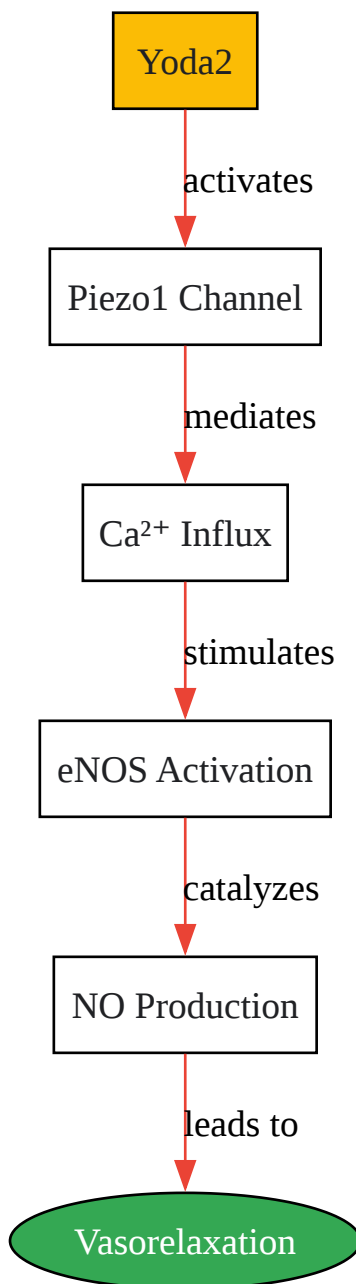 Yoda2
activates
Piezo1 Channel
mediates
Ca²⁺ Influx
stimulates
eNOS Activation
catalyzes
NO Production
leads to
Vasorelaxation